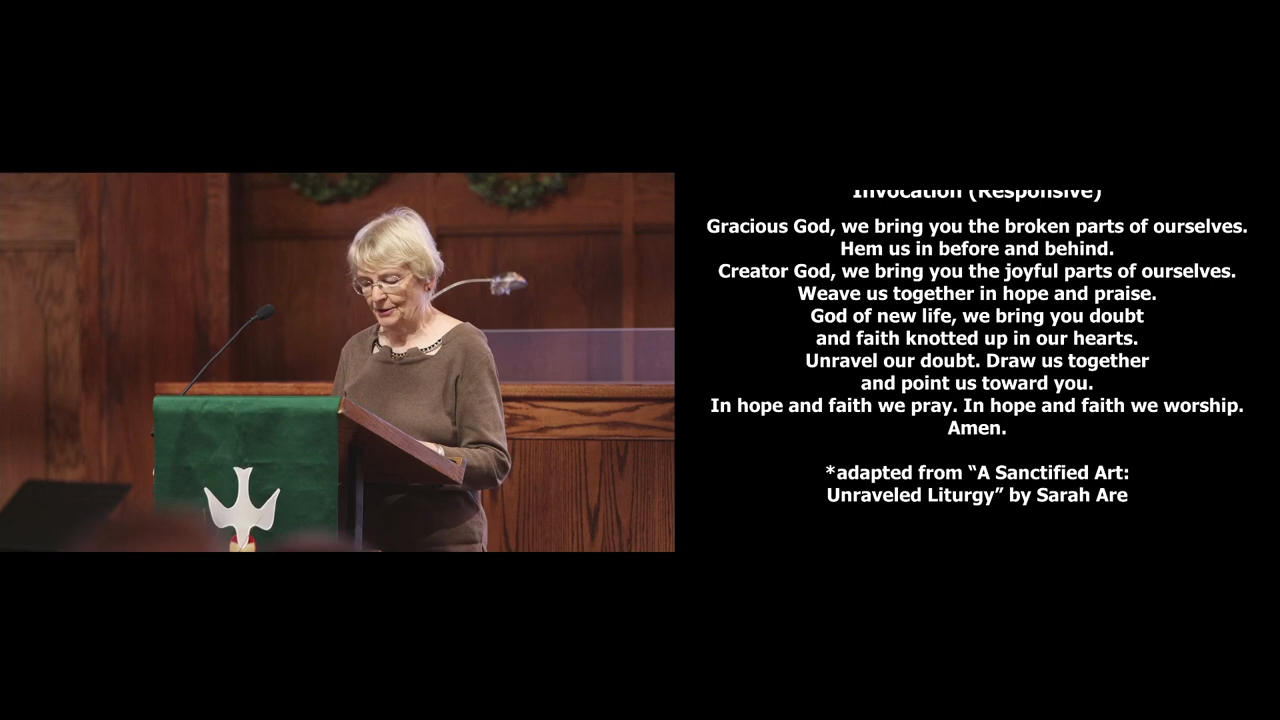 Invocation (Responsive)
Gracious God, we bring you the broken parts of ourselves.
Hem us in before and behind.
Creator God, we bring you the joyful parts of ourselves.
Weave us together in hope and praise.
God of new life, we bring you doubt
and faith knotted up in our hearts.
Unravel our doubt. Draw us together
and point us toward you.
In hope and faith we pray. In hope and faith we worship.
Amen.
*adapted from “A Sanctified Art:
Unraveled Liturgy” by Sarah Are